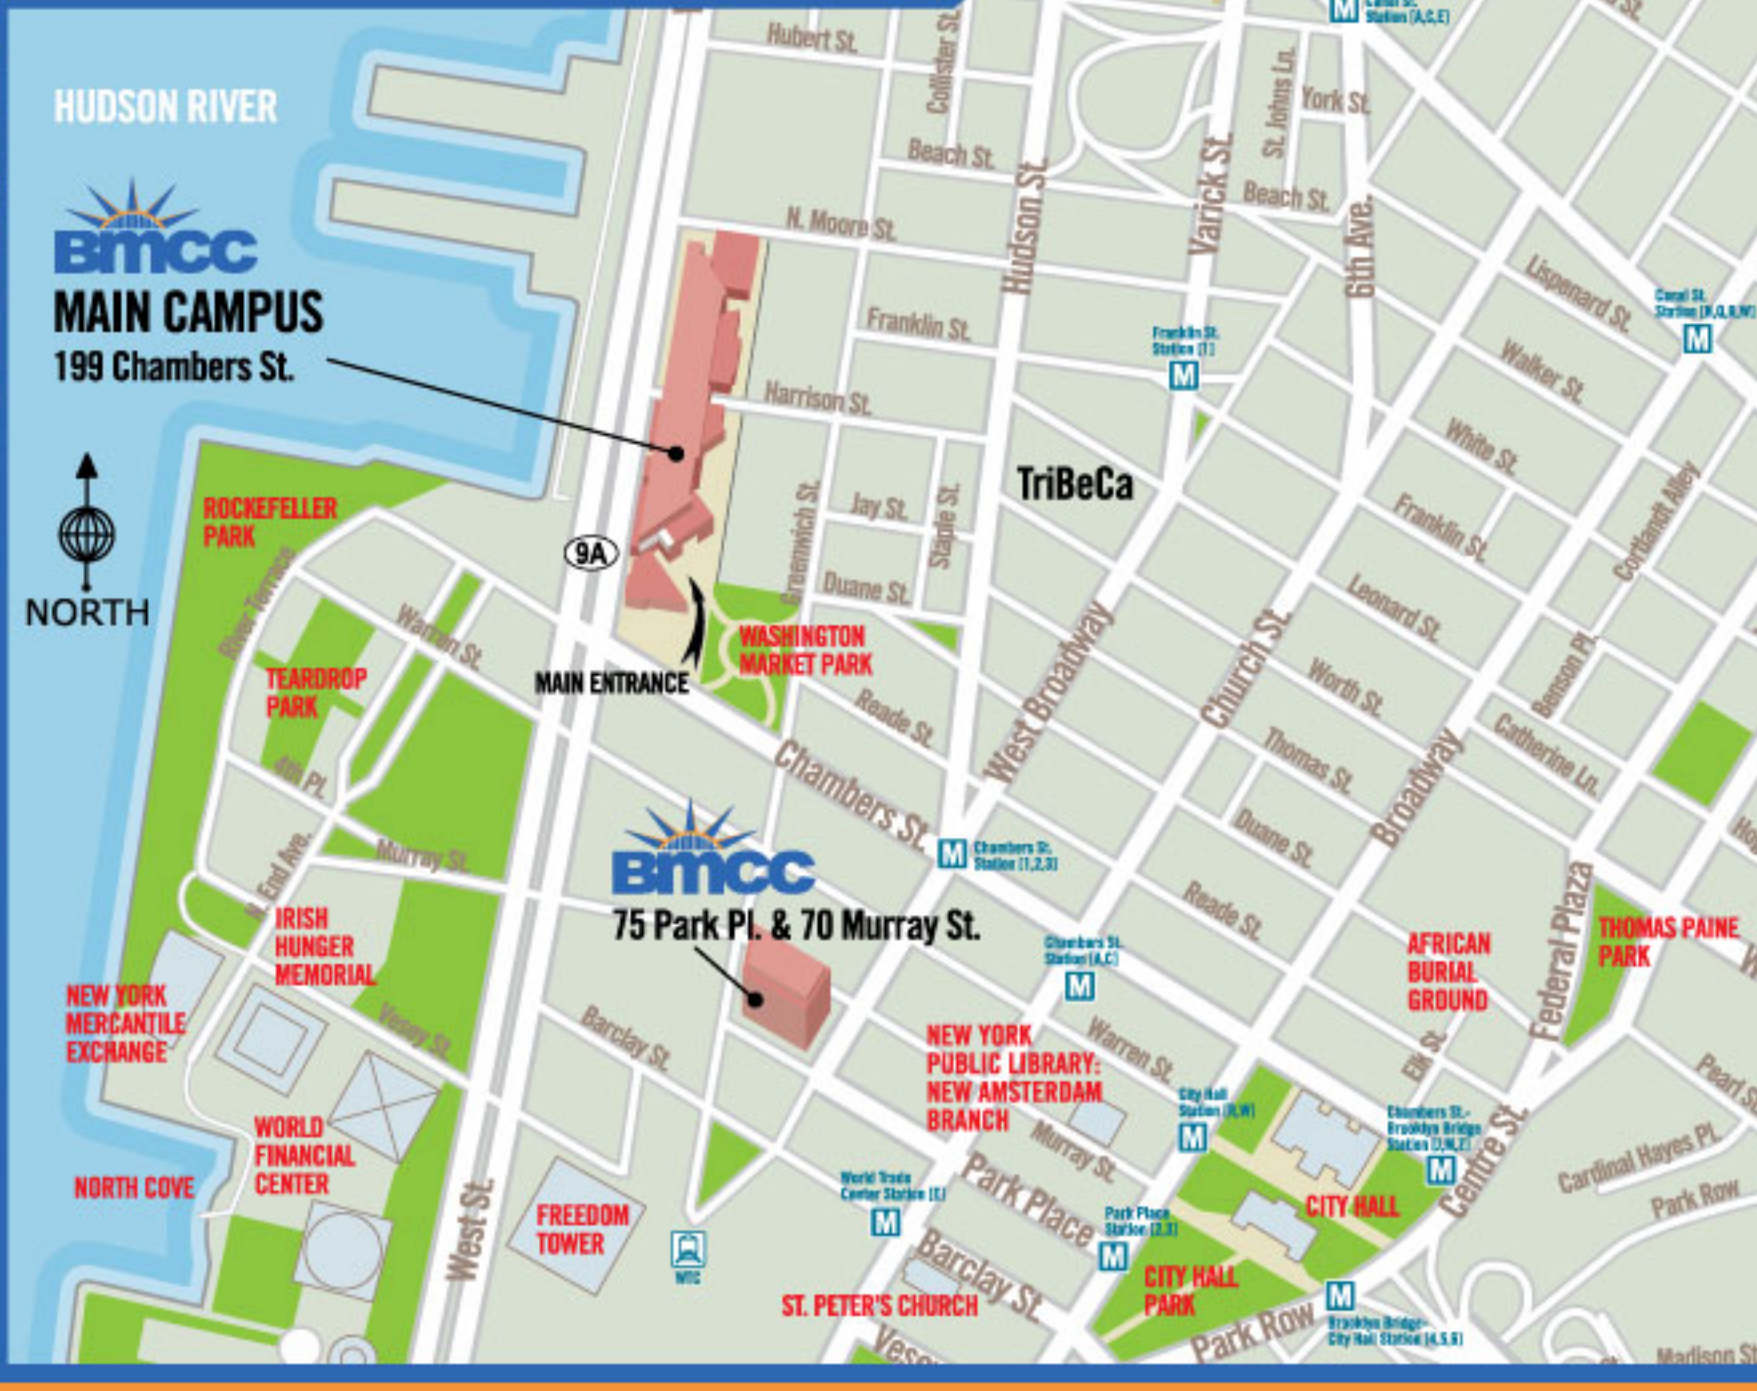 Canal St.
Station [A,C,E]
Hubert St.
Collister St.
St. Johns Ln.
York St.
HUDSON RIVER
Beach St.
Varick St.
Beach St.
BMCC
MAIN CAMPUS
199 Chambers St.
N. Moore St.
Hudson St.
6th Ave.
Lispenard St.
Canal St.
Station [N,Q,R,W]
Franklin St.
Franklin St.
Station [1]
Walker St.
Harrison St.
White St.
TriBeCa
Cortlandt Alley
NORTH
ROCKEFELLER
PARK
9A
Greenwich St.
Jay St.
Staple St.
Franklin St.
River Terrace
Duane St.
Leonard St.
Warren St.
WASHINGTON
MARKET PARK
MAIN ENTRANCE
West Broadway
Church St.
Worth St.
Benson Pl.
TEARDROP
PARK
Reade St.
Catherine Ln.
4th Pl.
Chambers St.
Thomas St.
Broadway
Murray St.
N. End Ave.
BMCC
75 Park Pl. & 70 Murray St.
M
Chambers St.
Station [1,2,3]
Duane St.
Reade St.
Federal Plaza
THOMAS PAINE
PARK
IRISH
HUNGER
MEMORIAL
AFRICAN
BURIAL
GROUND
Chambers St.
Station [A,C]
M
NEW YORK
MERCANTILE
EXCHANGE
Vesey St.
Barclay St.
NEW YORK
PUBLIC LIBRARY:
NEW AMSTERDAM
BRANCH
Warren St.
Elk St.
Pearl St.
City Hall
Station [R,W]
M
Chambers St.-
Brooklyn Bridge
Station [J,M,Z]
M
Centre St.
Murray St.
Cardinal Hayes Pl.
Park Row
WORLD
FINANCIAL
CENTER
NORTH COVE
West St.
FREEDOM
TOWER
WTC
World Trade
Center Station [E]
M
Park Place
Park Place
Station [2,3]
M
CITY HALL
Barclay St.
CITY HALL
PARK
ST. PETER'S CHURCH
Park Row
M
Brooklyn Bridge-
City Hall Station [4,5,6]
Madison St